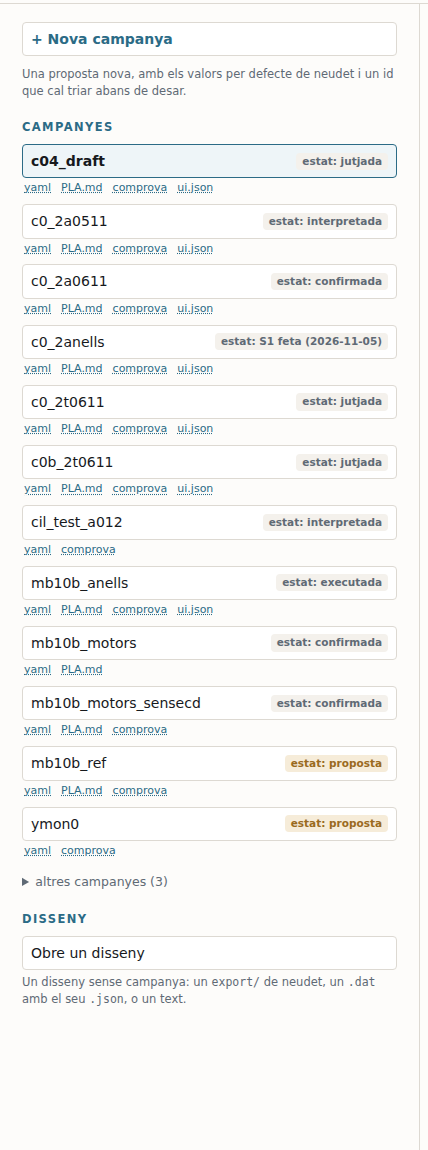 + Nova campanya
Una proposta nova, amb els valors per defecte de neudet i un id
que cal triar abans de desar.
CAMPANYES
c04_draft estat: jutjada
yaml PLA.md comprova ui.json
c0_2a0511 estat: interpretada
yaml PLA.md comprova ui.json
c0_2a0611 estat: confirmada
yaml PLA.md comprova ui.json
c0_2anells estat: S1 feta (2026-11-05)
yaml PLA.md comprova ui.json
c0_2t0611 estat: jutjada
yaml PLA.md comprova ui.json
c0b_2t0611 estat: jutjada
yaml PLA.md comprova ui.json
cil_test_a012 estat: interpretada
yaml comprova
mb10b_anells estat: executada
yaml PLA.md comprova ui.json
mb10b_motors estat: confirmada
yaml PLA.md
mb10b_motors_sensecd estat: confirmada
yaml PLA.md comprova
mb10b_ref estat: proposta
yaml PLA.md comprova
ymon0 estat: proposta
yaml comprova
▶ altres campanyes (3)
DISSENY
Obre un disseny
Un disseny sense campanya: un export/ de neudet, un .dat
amb el seu .json, o un text.